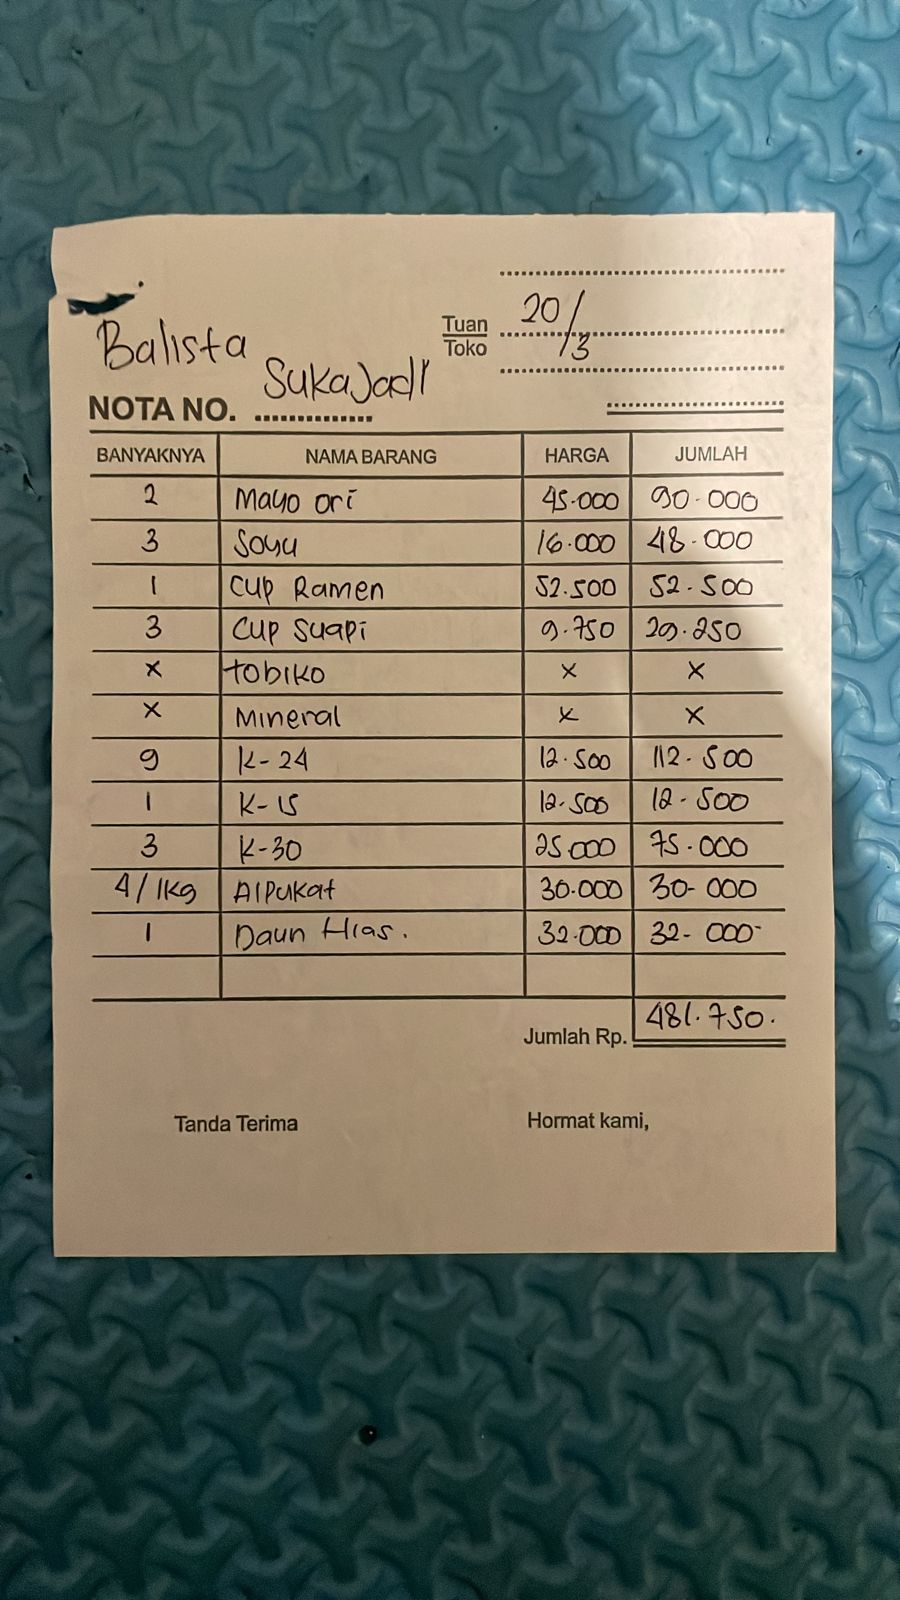 Balista
Sukajadi
Tuan
Toko
20/3
NOTA NO.
BANYAKNYA NAMA BARANG HARGA JUMLAH
2 Mayo ori 45.000 90.000
3 Soyu 16.000 48.000
1 Cup Ramen 52.500 52.500
3 Cup Suapi 9.750 29.250
x tobiko x x
x Mineral x x
9 K-24 12.500 112.500
1 K-15 12.500 12.500
3 K-30 25.000 75.000
4/1Kg Alpukat 30.000 30-000
1 Daun Hias. 32.000 32-000-
Jumlah Rp. 481.750.
Tanda Terima Hormat kami,